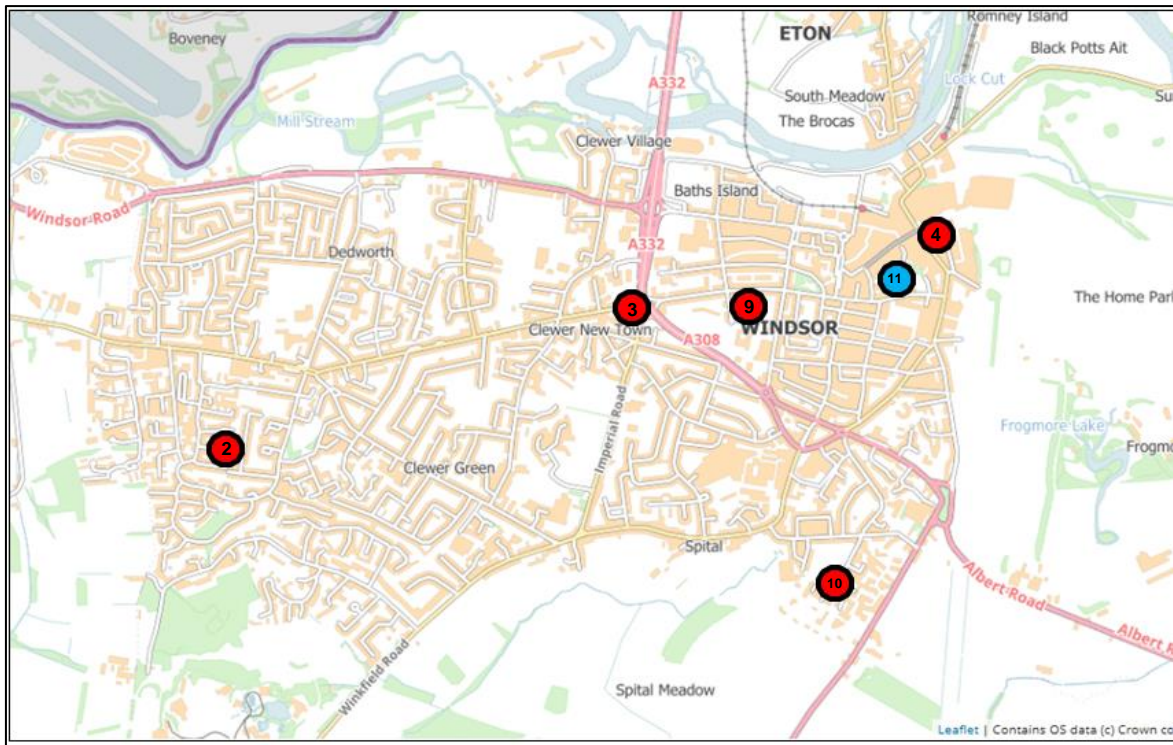 Romney Island
ETON
Boveney
Black Potts Ait
A332
Lock Cut
South Meadow
Su
Mill Stream
The Brocas
Clewer Village
Baths Island
Windsor Road
4
A332
Dedworth
11
The Home Park
3
9
Clewer New Town
WINDSOR
A308
Imperial Road
Frogmore Lake
2
Frogmo
Clewer Green
Spital
10
Albert Road
Albert R
Winkfield Road
Spital Meadow
Leaflet | Contains OS data (c) Crown co